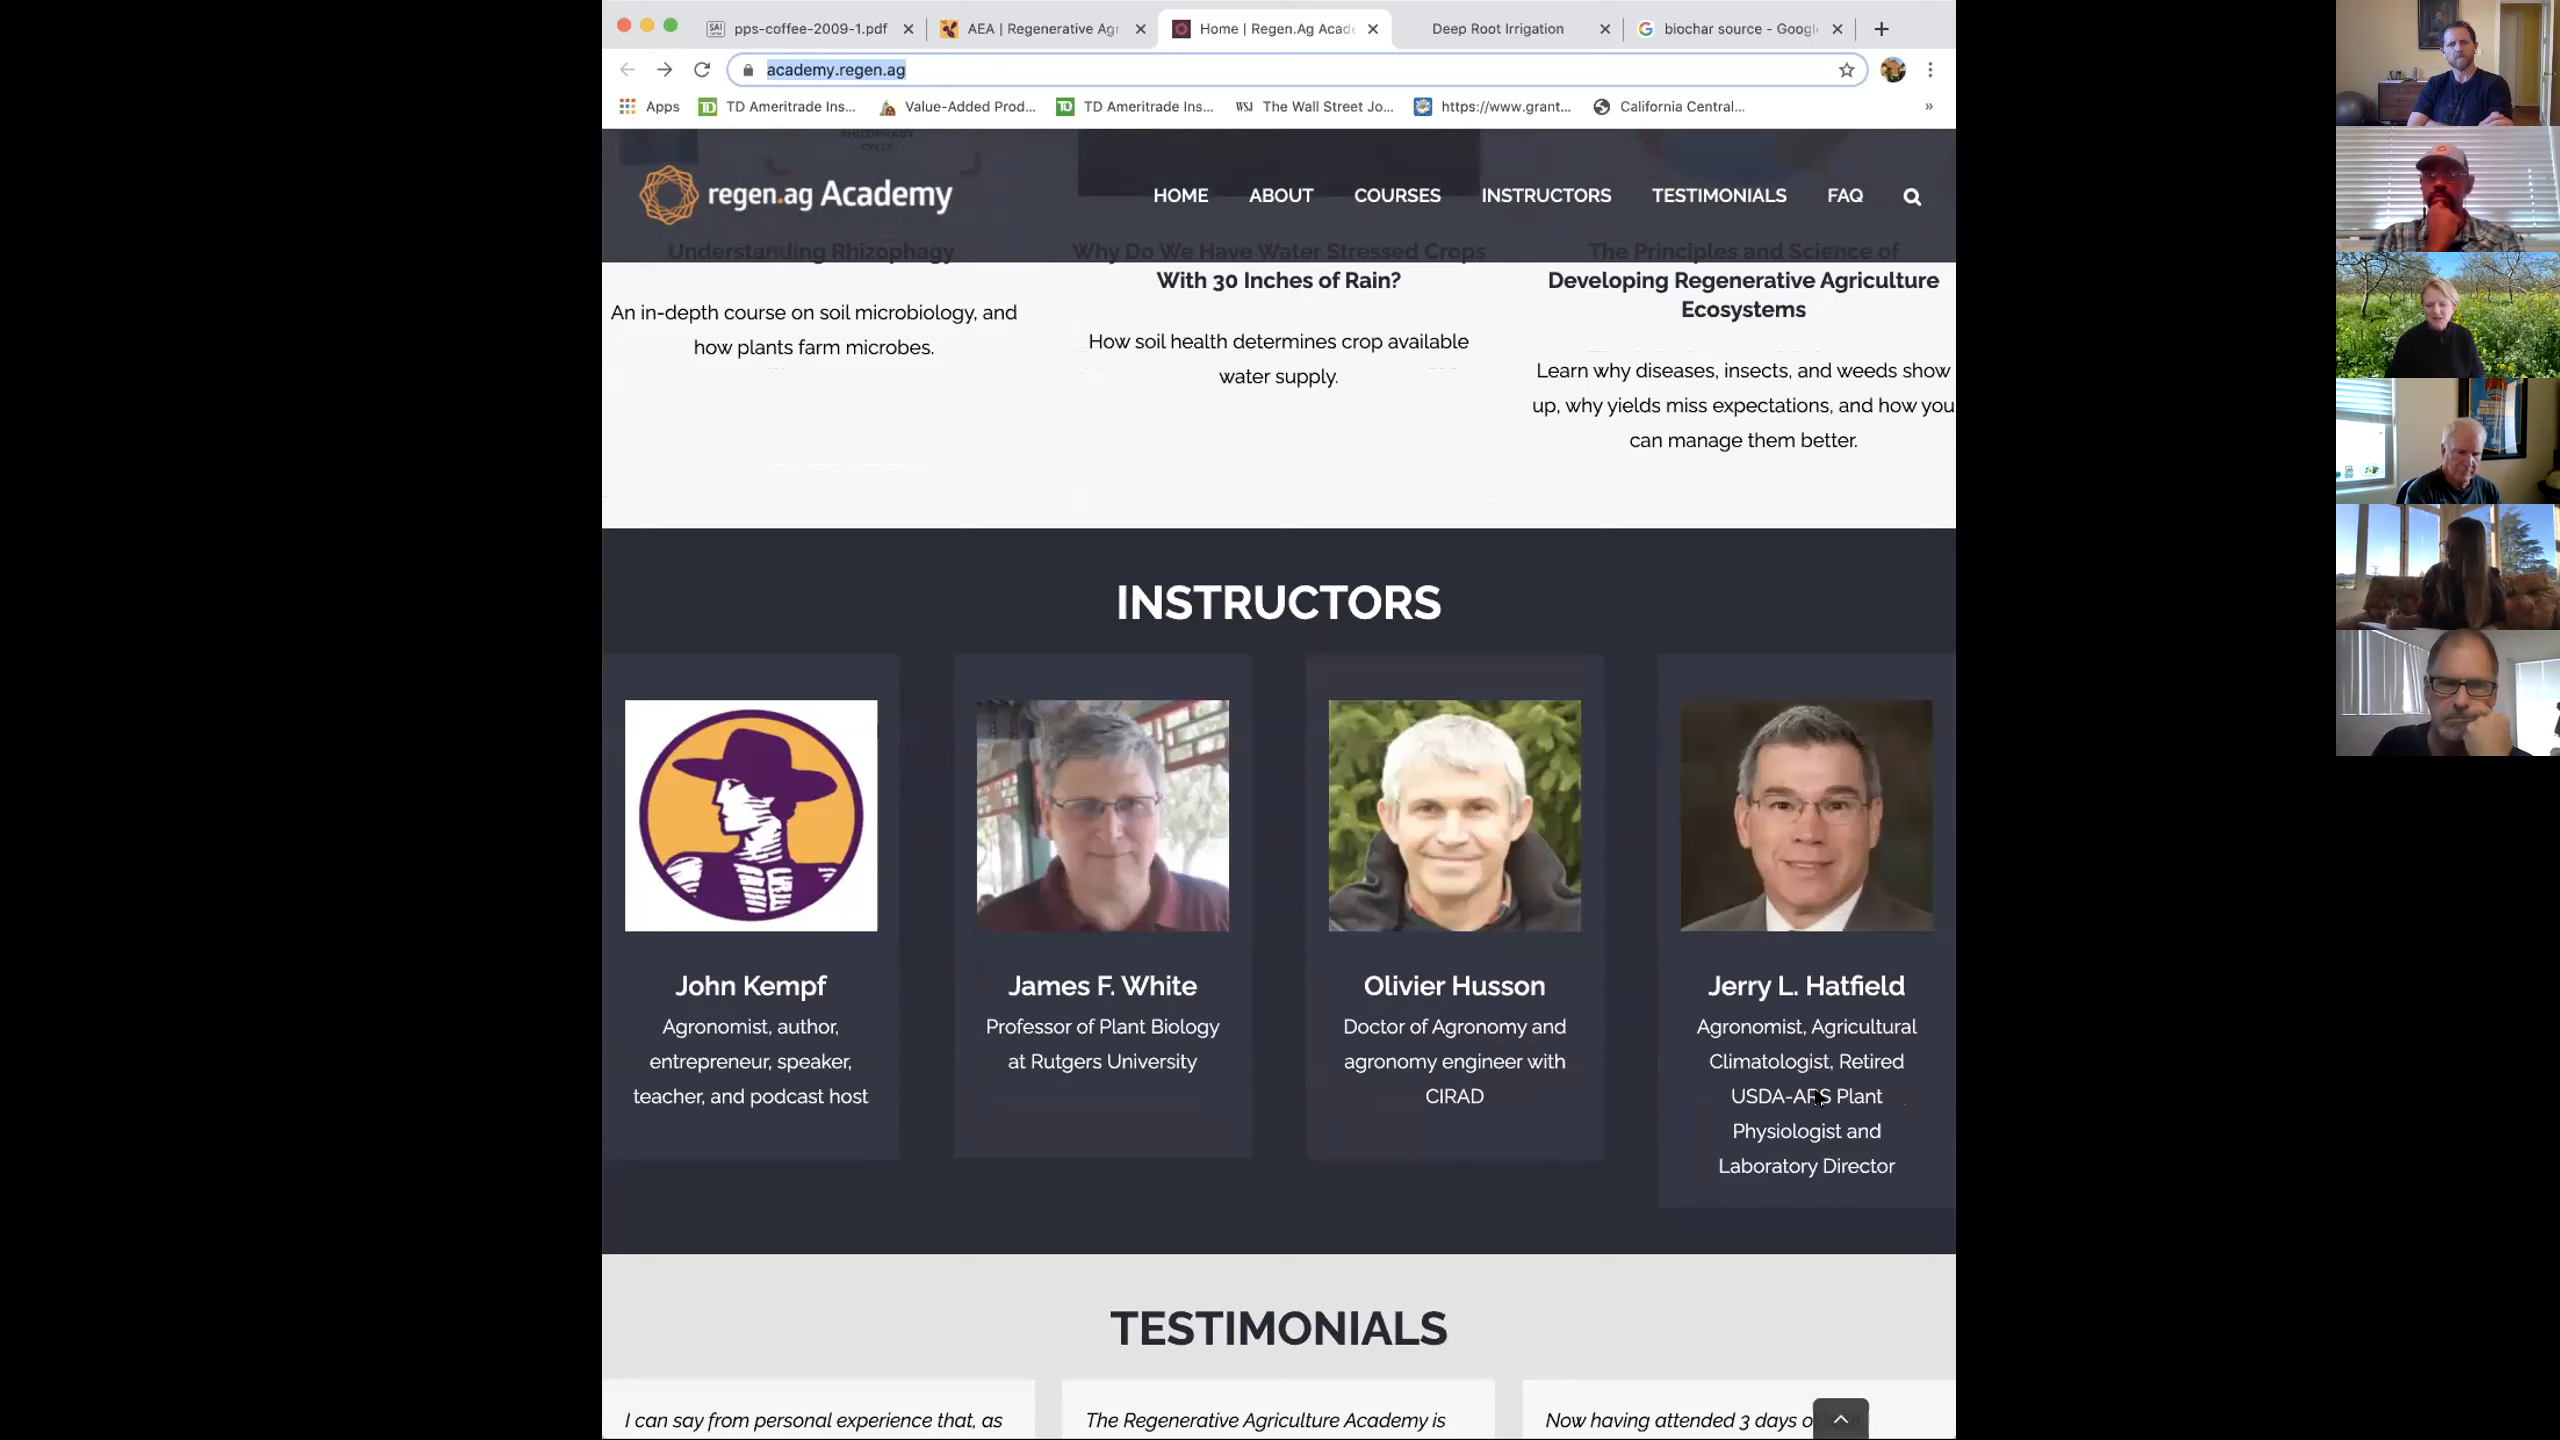 pps-coffee-2009-1.pdf
AEA | Regenerative Agr
Home | Regen.Ag Acade
Deep Root Irrigation
biochar source - Googl
academy.regen.ag
Apps
TD Ameritrade Ins...
Value-Added Prod...
TD Ameritrade Ins...
WSJ
The Wall Street Jo...
https://www.grant...
California Central...
»
RHIZOPHAGY
CYCLE
regen.ag Academy
HOME
ABOUT
COURSES
INSTRUCTORS
TESTIMONIALS
FAQ
Understanding Rhizophagy
An in-depth course on soil microbiology, and
how plants farm microbes.
Why Do We Have Water Stressed Crops
With 30 Inches of Rain?
How soil health determines crop available
water supply.
The Principles and Science of
Developing Regenerative Agriculture
Ecosystems
Learn why diseases, insects, and weeds show
up, why yields miss expectations, and how you
can manage them better.
INSTRUCTORS
John Kempf
Agronomist, author,
entrepreneur, speaker,
teacher, and podcast host
James F. White
Professor of Plant Biology
at Rutgers University
Olivier Husson
Doctor of Agronomy and
agronomy engineer with
CIRAD
Jerry L. Hatfield
Agronomist, Agricultural
Climatologist, Retired
USDA-ARS Plant
Physiologist and
Laboratory Director
TESTIMONIALS
I can say from personal experience that, as
The Regenerative Agriculture Academy is
Now having attended 3 days o